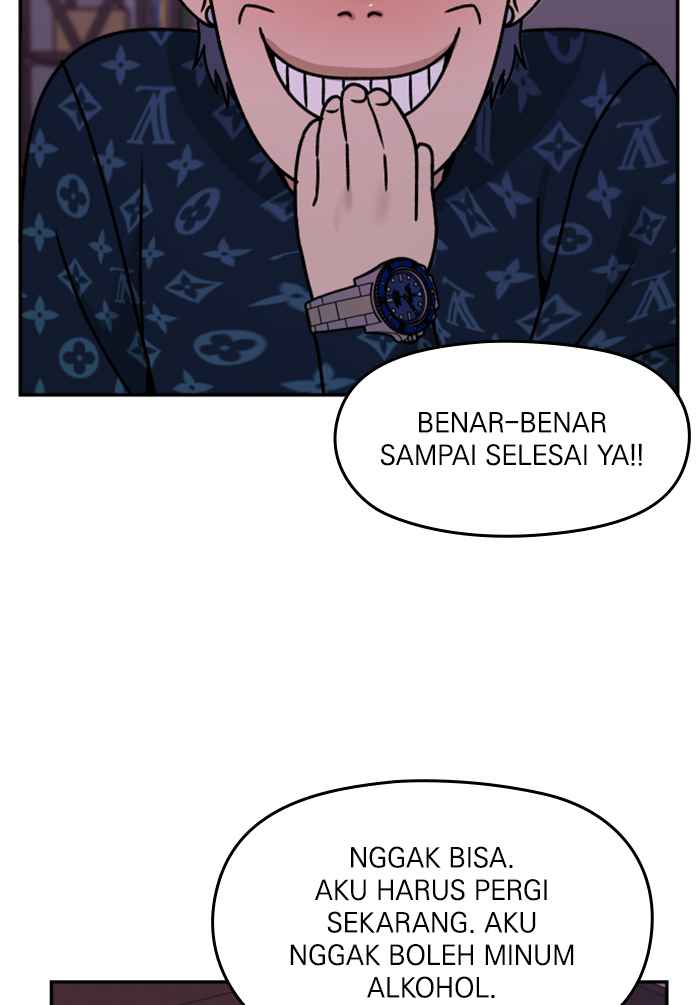 BENAR-BENAR
SAMPAI SELESAI YA!!
NGGAK BISA.
AKU HARUS PERGI
SEKARANG. AKU
NGGAK BOLEH MINUM
ALKOHOL.